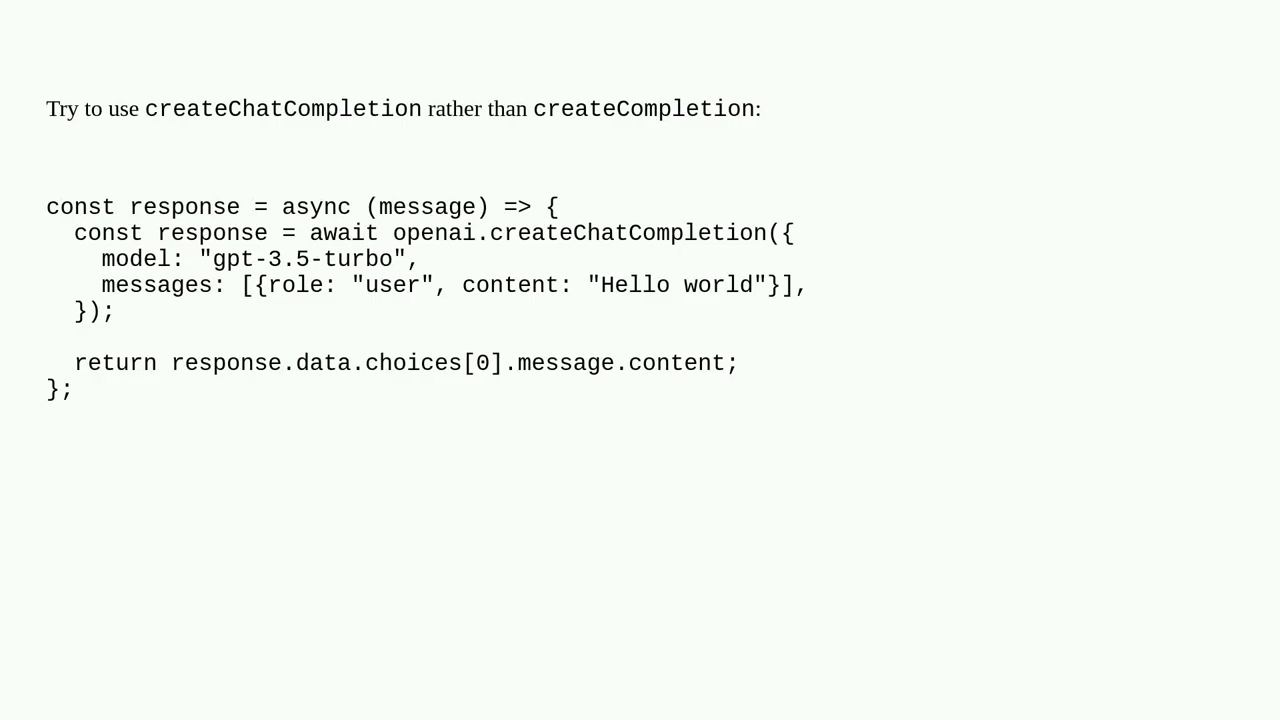 Try to use createChatCompletion rather than createCompletion:
const response = async (message) => {
  const response = await openai.createChatCompletion({
    model: "gpt-3.5-turbo",
    messages: [{role: "user", content: "Hello world"}],
  });
  return response.data.choices[0].message.content;
};